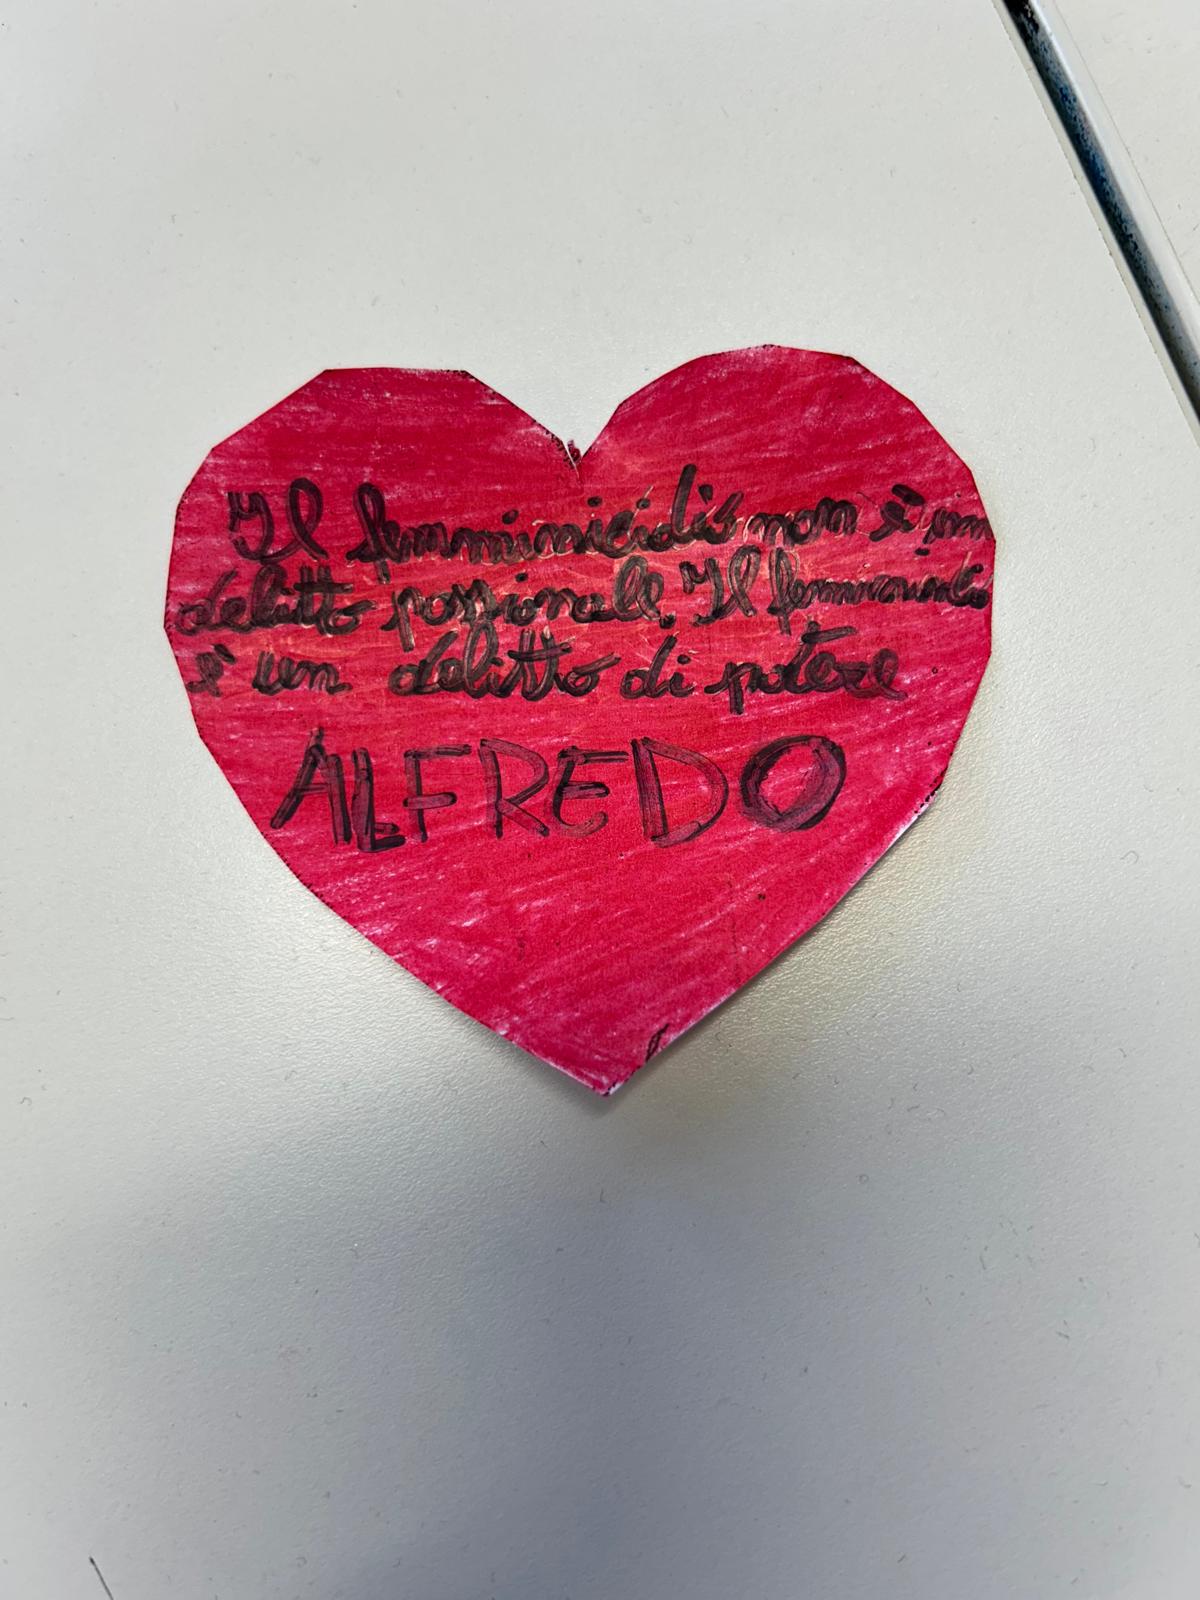 Il femminicidio non è un
delitto passionale. Il femminicidio
è un delitto di potere
ALFREDO